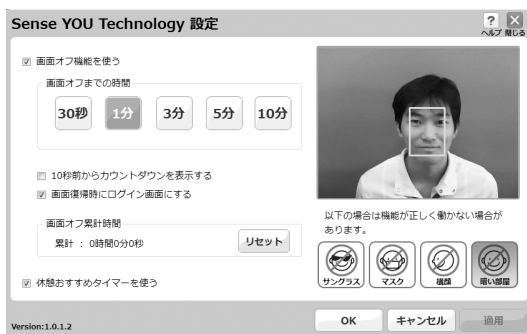 Sense YOU Technology 設定
ヘルプ 閉じる
画面オフ機能を使う
画面オフまでの時間
30秒 1分 3分 5分 10分
10秒前からカウントダウンを表示する
画面復帰時にログイン画面にする
画面オフ累計時間
累計 : 0時間0分0秒 リセット
休憩おすすめタイマーを使う
以下の場合は機能が正しく働かない場合が
あります。
サングラス マスク 横顔 暗い部屋
Version:1.0.1.2
OK キャンセル 適用